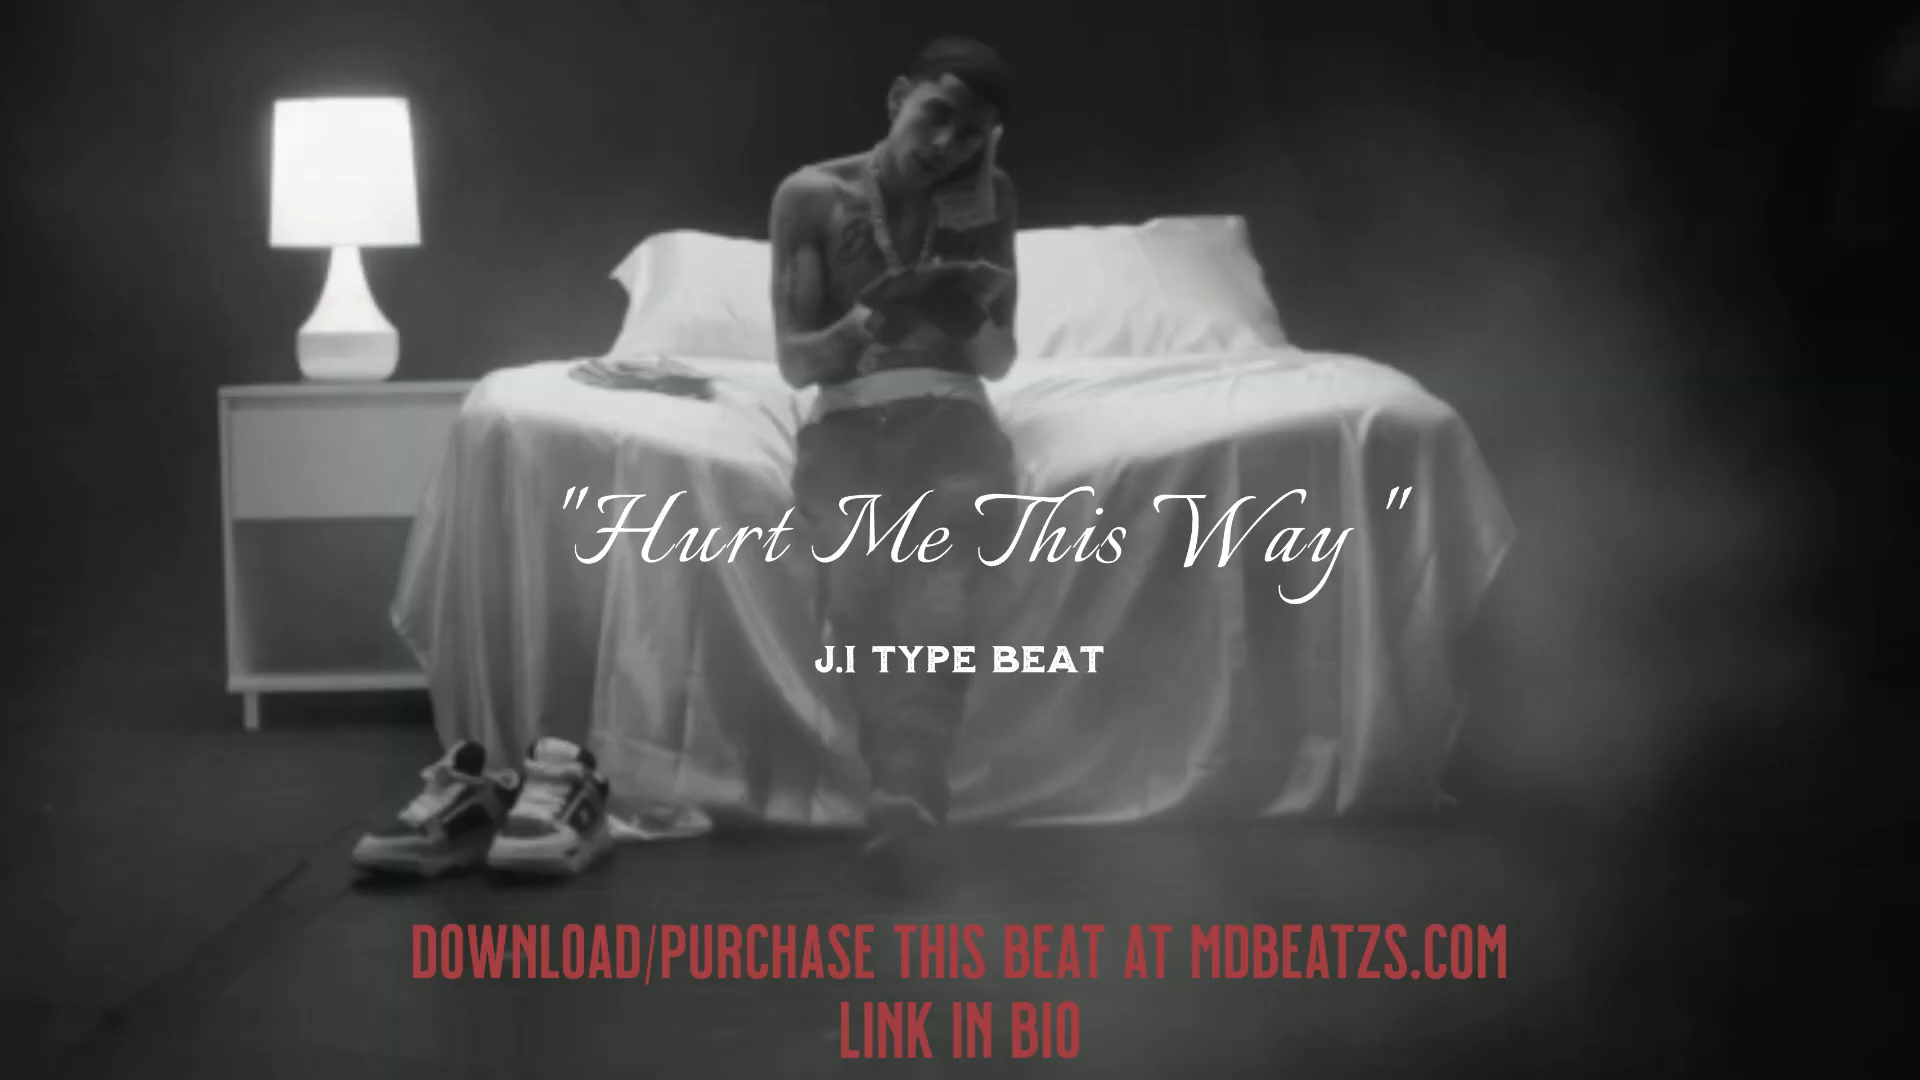 "Hurt Me This Way "
J.I TYPE BEAT
DOWNLOAD/PURCHASE THIS BEAT AT MDBEATZS.COM
LINK IN BIO